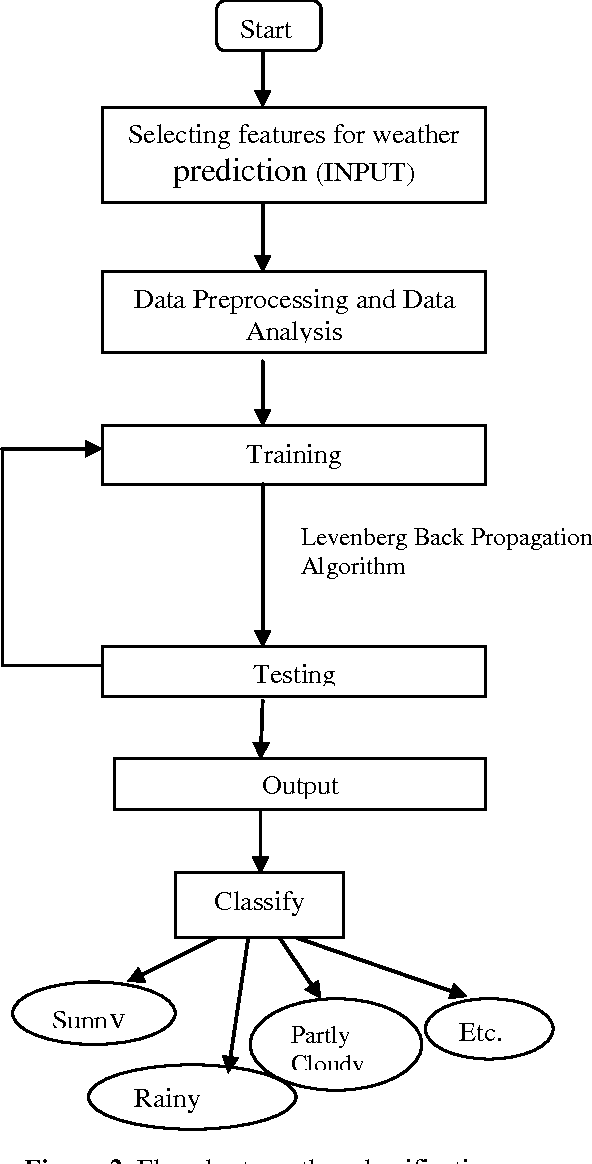 Start
Selecting features for weather
prediction (INPUT)
Data Preprocessing and Data
Analysis
Training
Levenberg Back Propagation
Algorithm
Testing
Output
Classify
Sunny
Partly
Cloudy
Etc.
Rainy